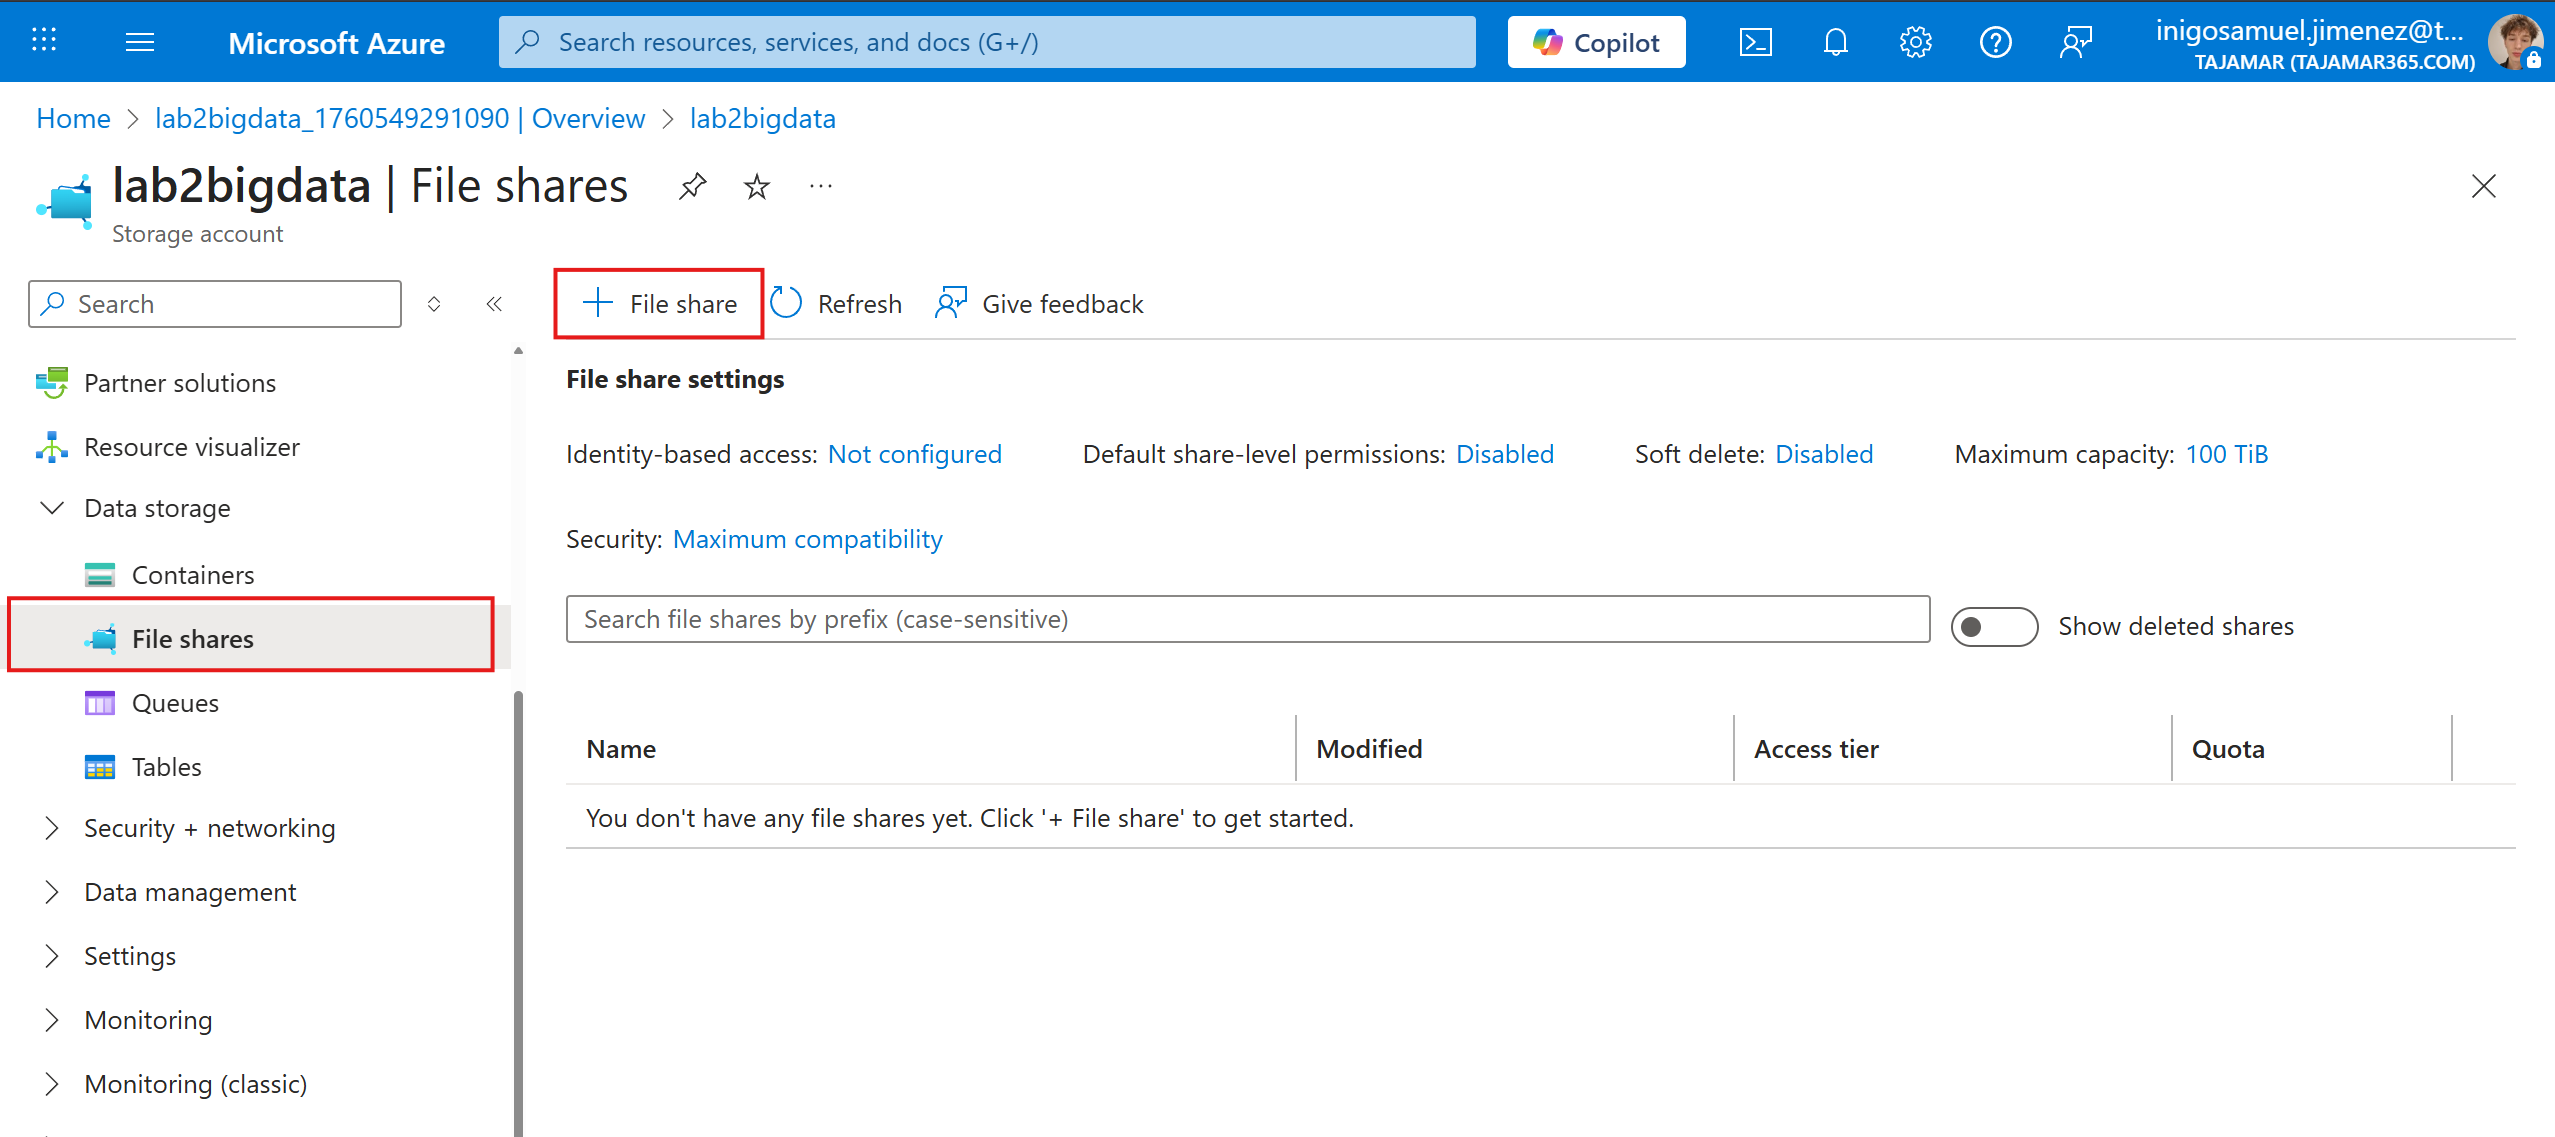 Microsoft Azure
Search resources, services, and docs (G+/)
Copilot
inigosamuel.jimenez@t...
TAJAMAR (TAJAMAR365.COM)
Home > lab2bigdata_1760549291090 | Overview > lab2bigdata
lab2bigdata | File shares
Storage account
Search
File share
Refresh
Give feedback
Partner solutions
Resource visualizer
Data storage
Containers
File shares
Queues
Tables
Security + networking
Data management
Settings
Monitoring
Monitoring (classic)
File share settings
Identity-based access: Not configured
Default share-level permissions: Disabled
Soft delete: Disabled
Maximum capacity: 100 TiB
Security: Maximum compatibility
Search file shares by prefix (case-sensitive)
Show deleted shares
Name Modified Access tier Quota
You don't have any file shares yet. Click '+ File share' to get started.